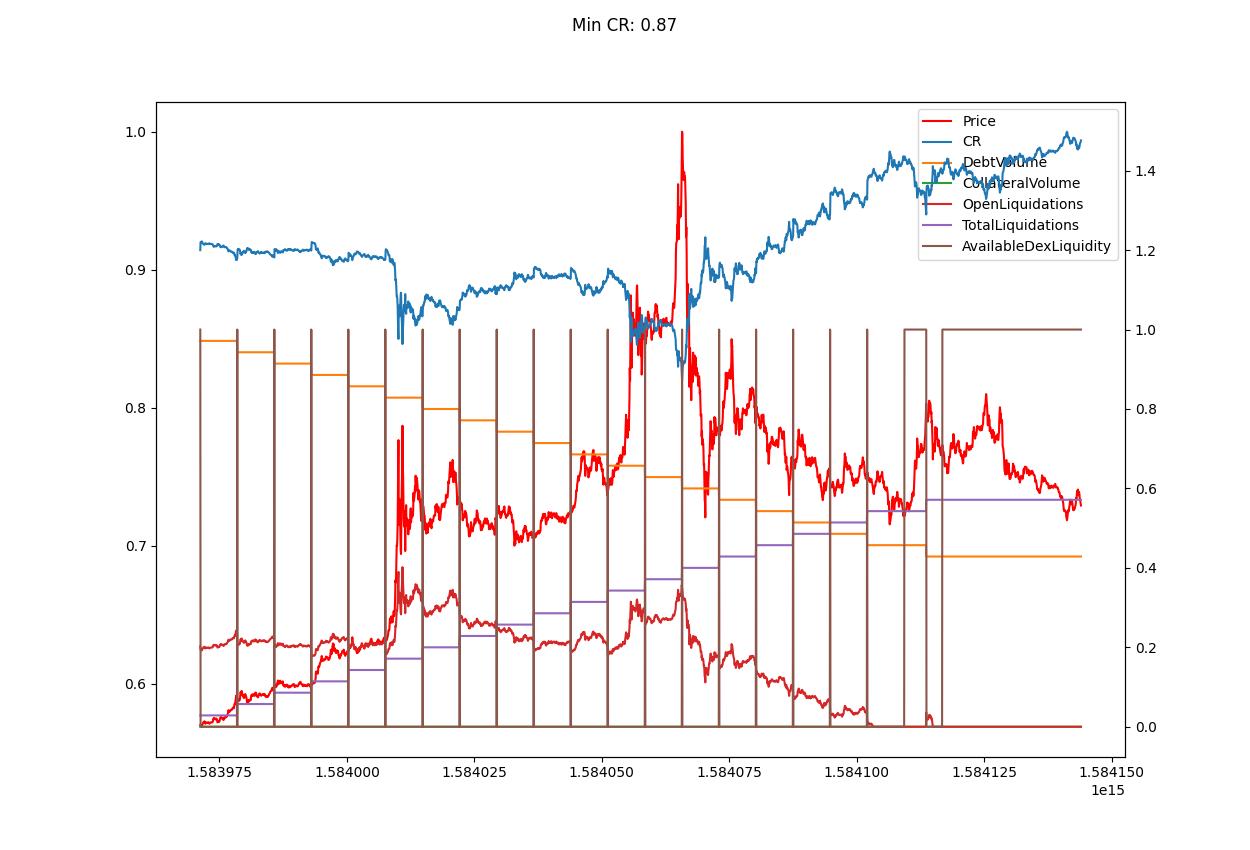 Min CR: 0.87
1.0
0.9
0.8
0.7
0.6
1.4
1.2
1.0
0.8
0.6
0.4
0.2
0.0
Price
CR
DebtVolume
CollateralVolume
OpenLiquidations
TotalLiquidations
AvailableDexLiquidity
1.583975 1.584000 1.584025 1.584050 1.584075 1.584100 1.584125 1.584150
1e15